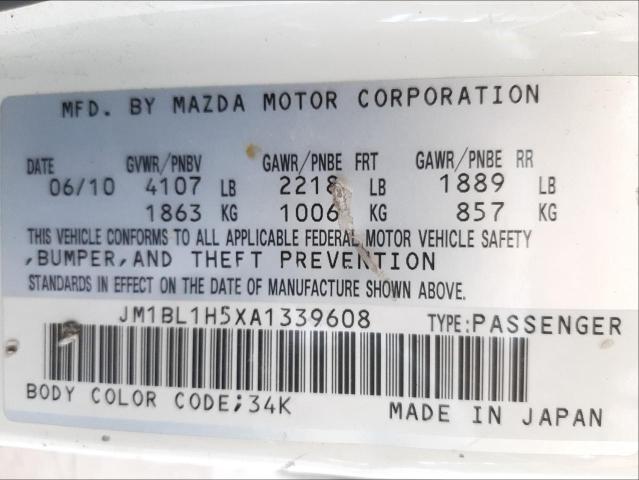 MFD. BY MAZDA MOTOR CORPORATION
DATE GVWR/PNBV GAWR/PNBE FRT GAWR/PNBE RR
06/10 4107 LB 2218 LB 1889 LB
1863 KG 1006 KG 857 KG
THIS VEHICLE CONFORMS TO ALL APPLICABLE FEDERAL MOTOR VEHICLE SAFETY
,BUMPER,AND THEFT PREVENTION
STANDARDS IN EFFECT ON THE DATE OF MANUFACTURE SHOWN ABOVE.
JM1BL1H5XA1339608 TYPE:PASSENGER
BODY COLOR CODE;34K MADE IN JAPAN